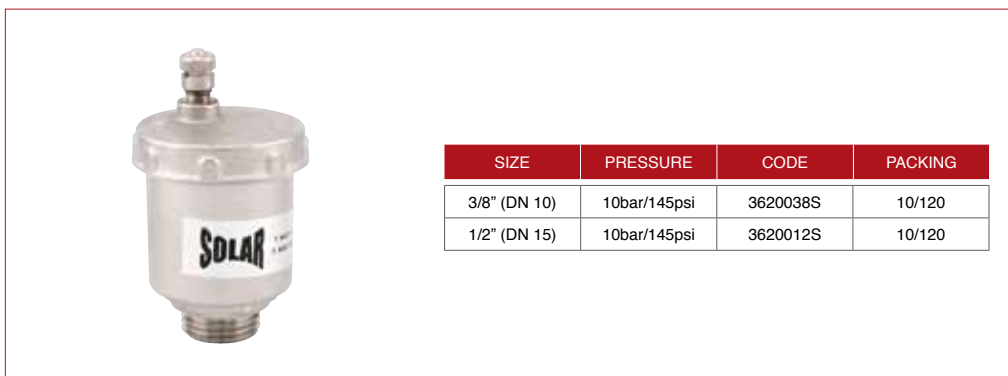 SOLAR
SIZE PRESSURE CODE PACKING
3/8” (DN 10) 10bar/145psi 3620038S 10/120
1/2” (DN 15) 10bar/145psi 3620012S 10/120